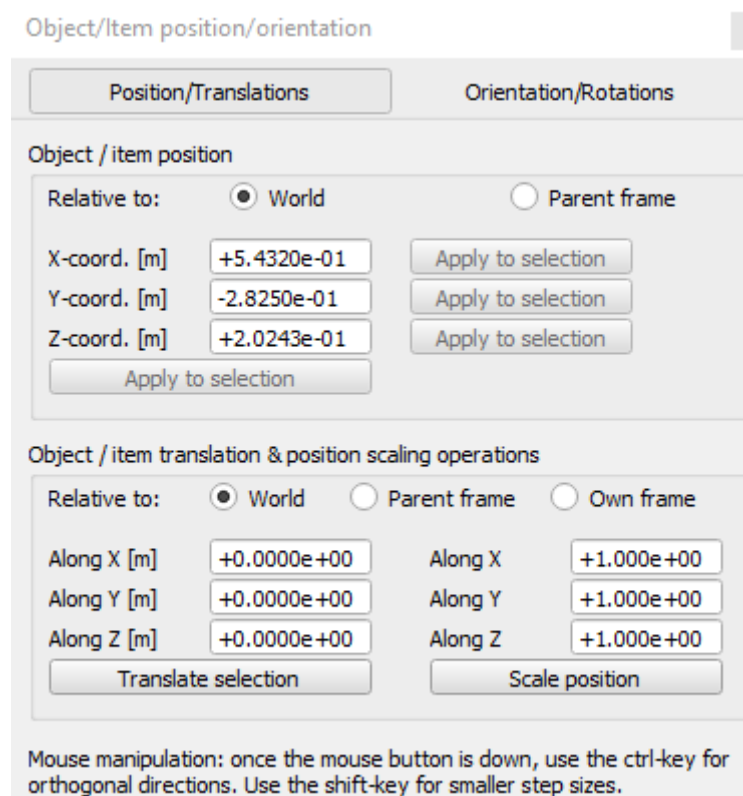 Object/Item position/orientation
Position/Translations Orientation/Rotations
Object / item position
Relative to: World Parent frame
X-coord. [m] +5.4320e-01 Apply to selection
Y-coord. [m] -2.8250e-01 Apply to selection
Z-coord. [m] +2.0243e-01 Apply to selection
Apply to selection
Object / item translation & position scaling operations
Relative to: World Parent frame Own frame
Along X [m] +0.0000e+00 Along X +1.000e+00
Along Y [m] +0.0000e+00 Along Y +1.000e+00
Along Z [m] +0.0000e+00 Along Z +1.000e+00
Translate selection Scale position
Mouse manipulation: once the mouse button is down, use the ctrl-key for
orthogonal directions. Use the shift-key for smaller step sizes.